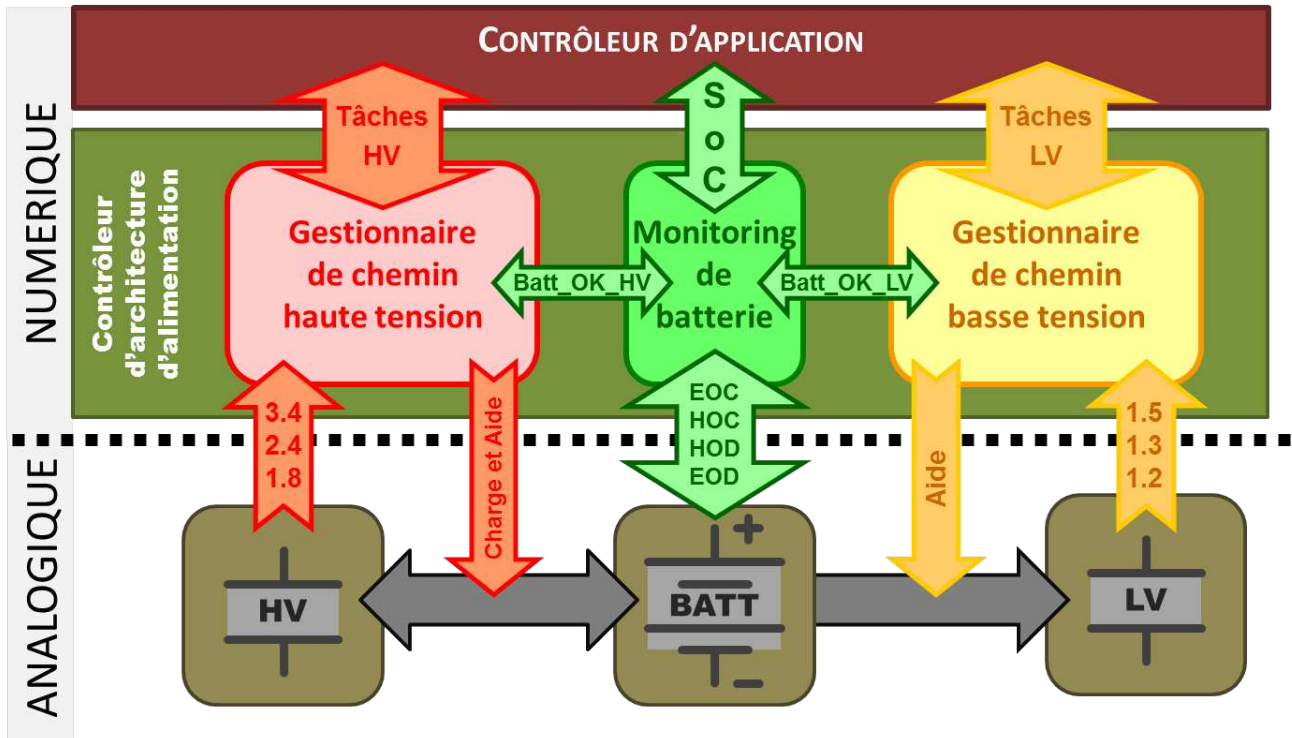 CONTRÔLEUR D'APPLICATION
NUMERIQUE
Contrôleur
d'architecture
d'alimentation
Tâches
HV
S
o
C
Tâches
LV
Gestionnaire
de chemin
haute tension
Batt_OK_HV
Monitoring
de
batterie
Batt_OK_LV
Gestionnaire
de chemin
basse tension
3.4
2.4
1.8
Charge et Aide
EOC
HOC
HOD
EOD
Aide
1.5
1.3
1.2
ANALOGIQUE
HV
+
BATT
−
LV